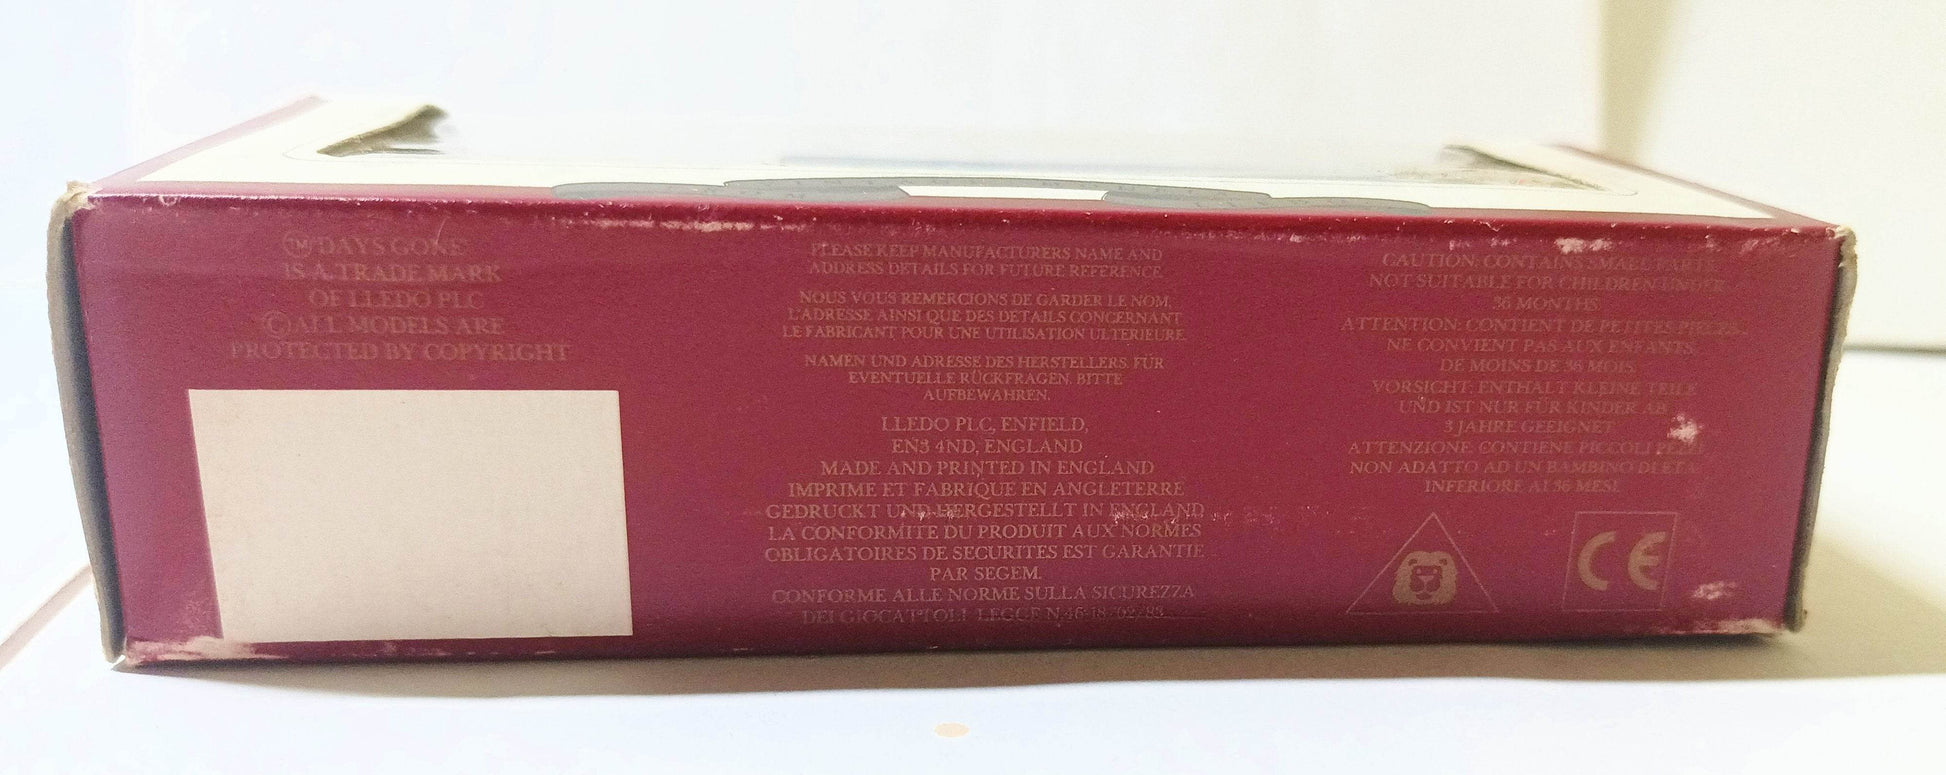 TM DAYS GONE
IS A TRADE MARK
OF LLEDO PLC
© ALL MODELS ARE
PROTECTED BY COPYRIGHT
PLEASE KEEP MANUFACTURERS NAME AND
ADDRESS DETAILS FOR FUTURE REFERENCE.
NOUS VOUS REMERCIONS DE GARDER LE NOM,
L'ADRESSE AINSI QUE DES DETAILS CONCERNANT
LE FABRICANT POUR UNE UTILISATION ULTERIEURE.
NAMEN UND ADRESSE DES HERSTELLERS FÜR
EVENTUELLE RÜCKFRAGEN BITTE
AUFBEWAHREN.
LLEDO PLC, ENFIELD,
EN3 4ND, ENGLAND
MADE AND PRINTED IN ENGLAND
IMPRIME ET FABRIQUE EN ANGLETERRE
GEDRUCKT UND HERGESTELLT IN ENGLAND
LA CONFORMITE DU PRODUIT AUX NORMES
OBLIGATOIRES DE SECURITES EST GARANTIE
PAR SEGEM.
CONFORME ALLE NORME SULLA SICUREZZA
DEI GIOCATTOLI LEGGE N.46-18/02/83
CAUTION: CONTAINS SMALL PARTS.
NOT SUITABLE FOR CHILDREN UNDER
36 MONTHS
ATTENTION: CONTIENT DE PETITES PIECES.
NE CONVIENT PAS AUX ENFANTS
DE MOINS DE 36 MOIS
VORSICHT: ENTHALT KLEINE TEILE
UND IST NUR FÜR KINDER AB
3 JAHRE GEEIGNET
ATTENZIONE: CONTIENE PICCOLI PEZZI
NON ADATTO AD UN BAMBINO DI ETA
INFERIORE AI 36 MESI.
CE